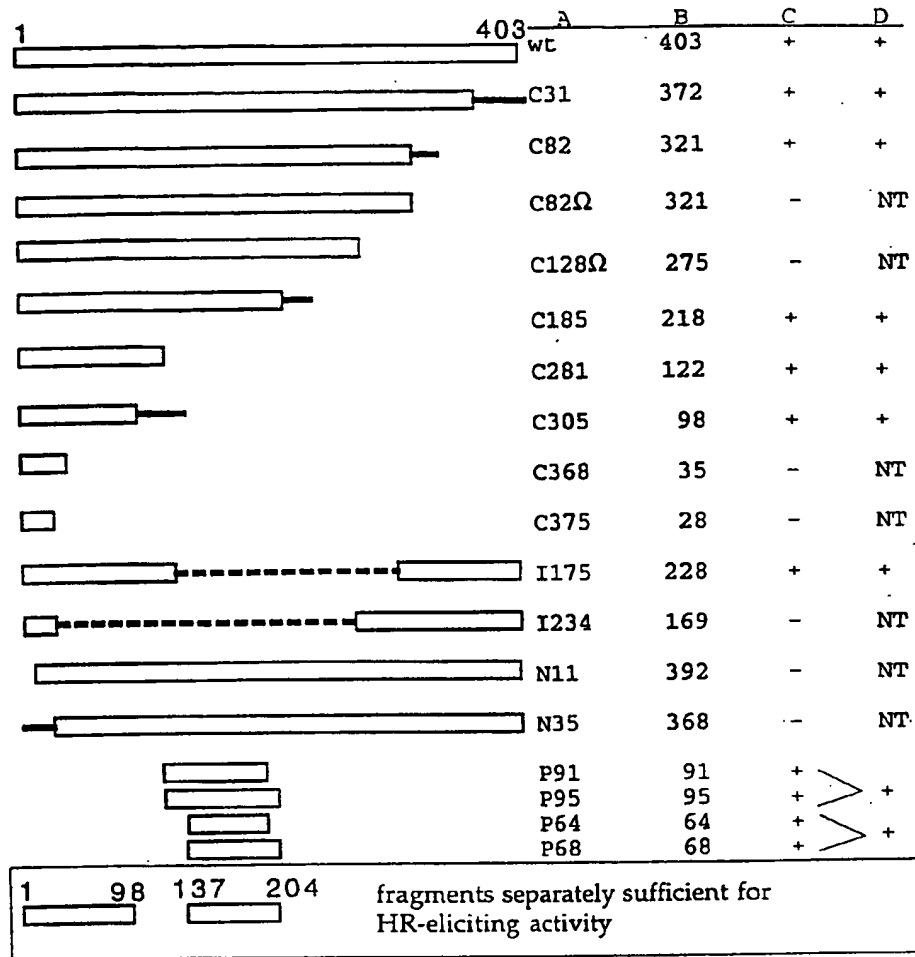 1 403 A B C D
wt 403 + +
C31 372 + +
C82 321 + +
C82Ω 321 - NT
C128Ω 275 - NT
C185 218 + +
C281 122 + +
C305 98 + +
C368 35 - NT
C375 28 - NT
I175 228 + +
I234 169 - NT
N11 392 - NT
N35 368 - NT
P91 91 +
+
P95 95 +
P64 64 +
+
P68 68 +
1 98 137 204 fragments separately sufficient for
HR-eliciting activity